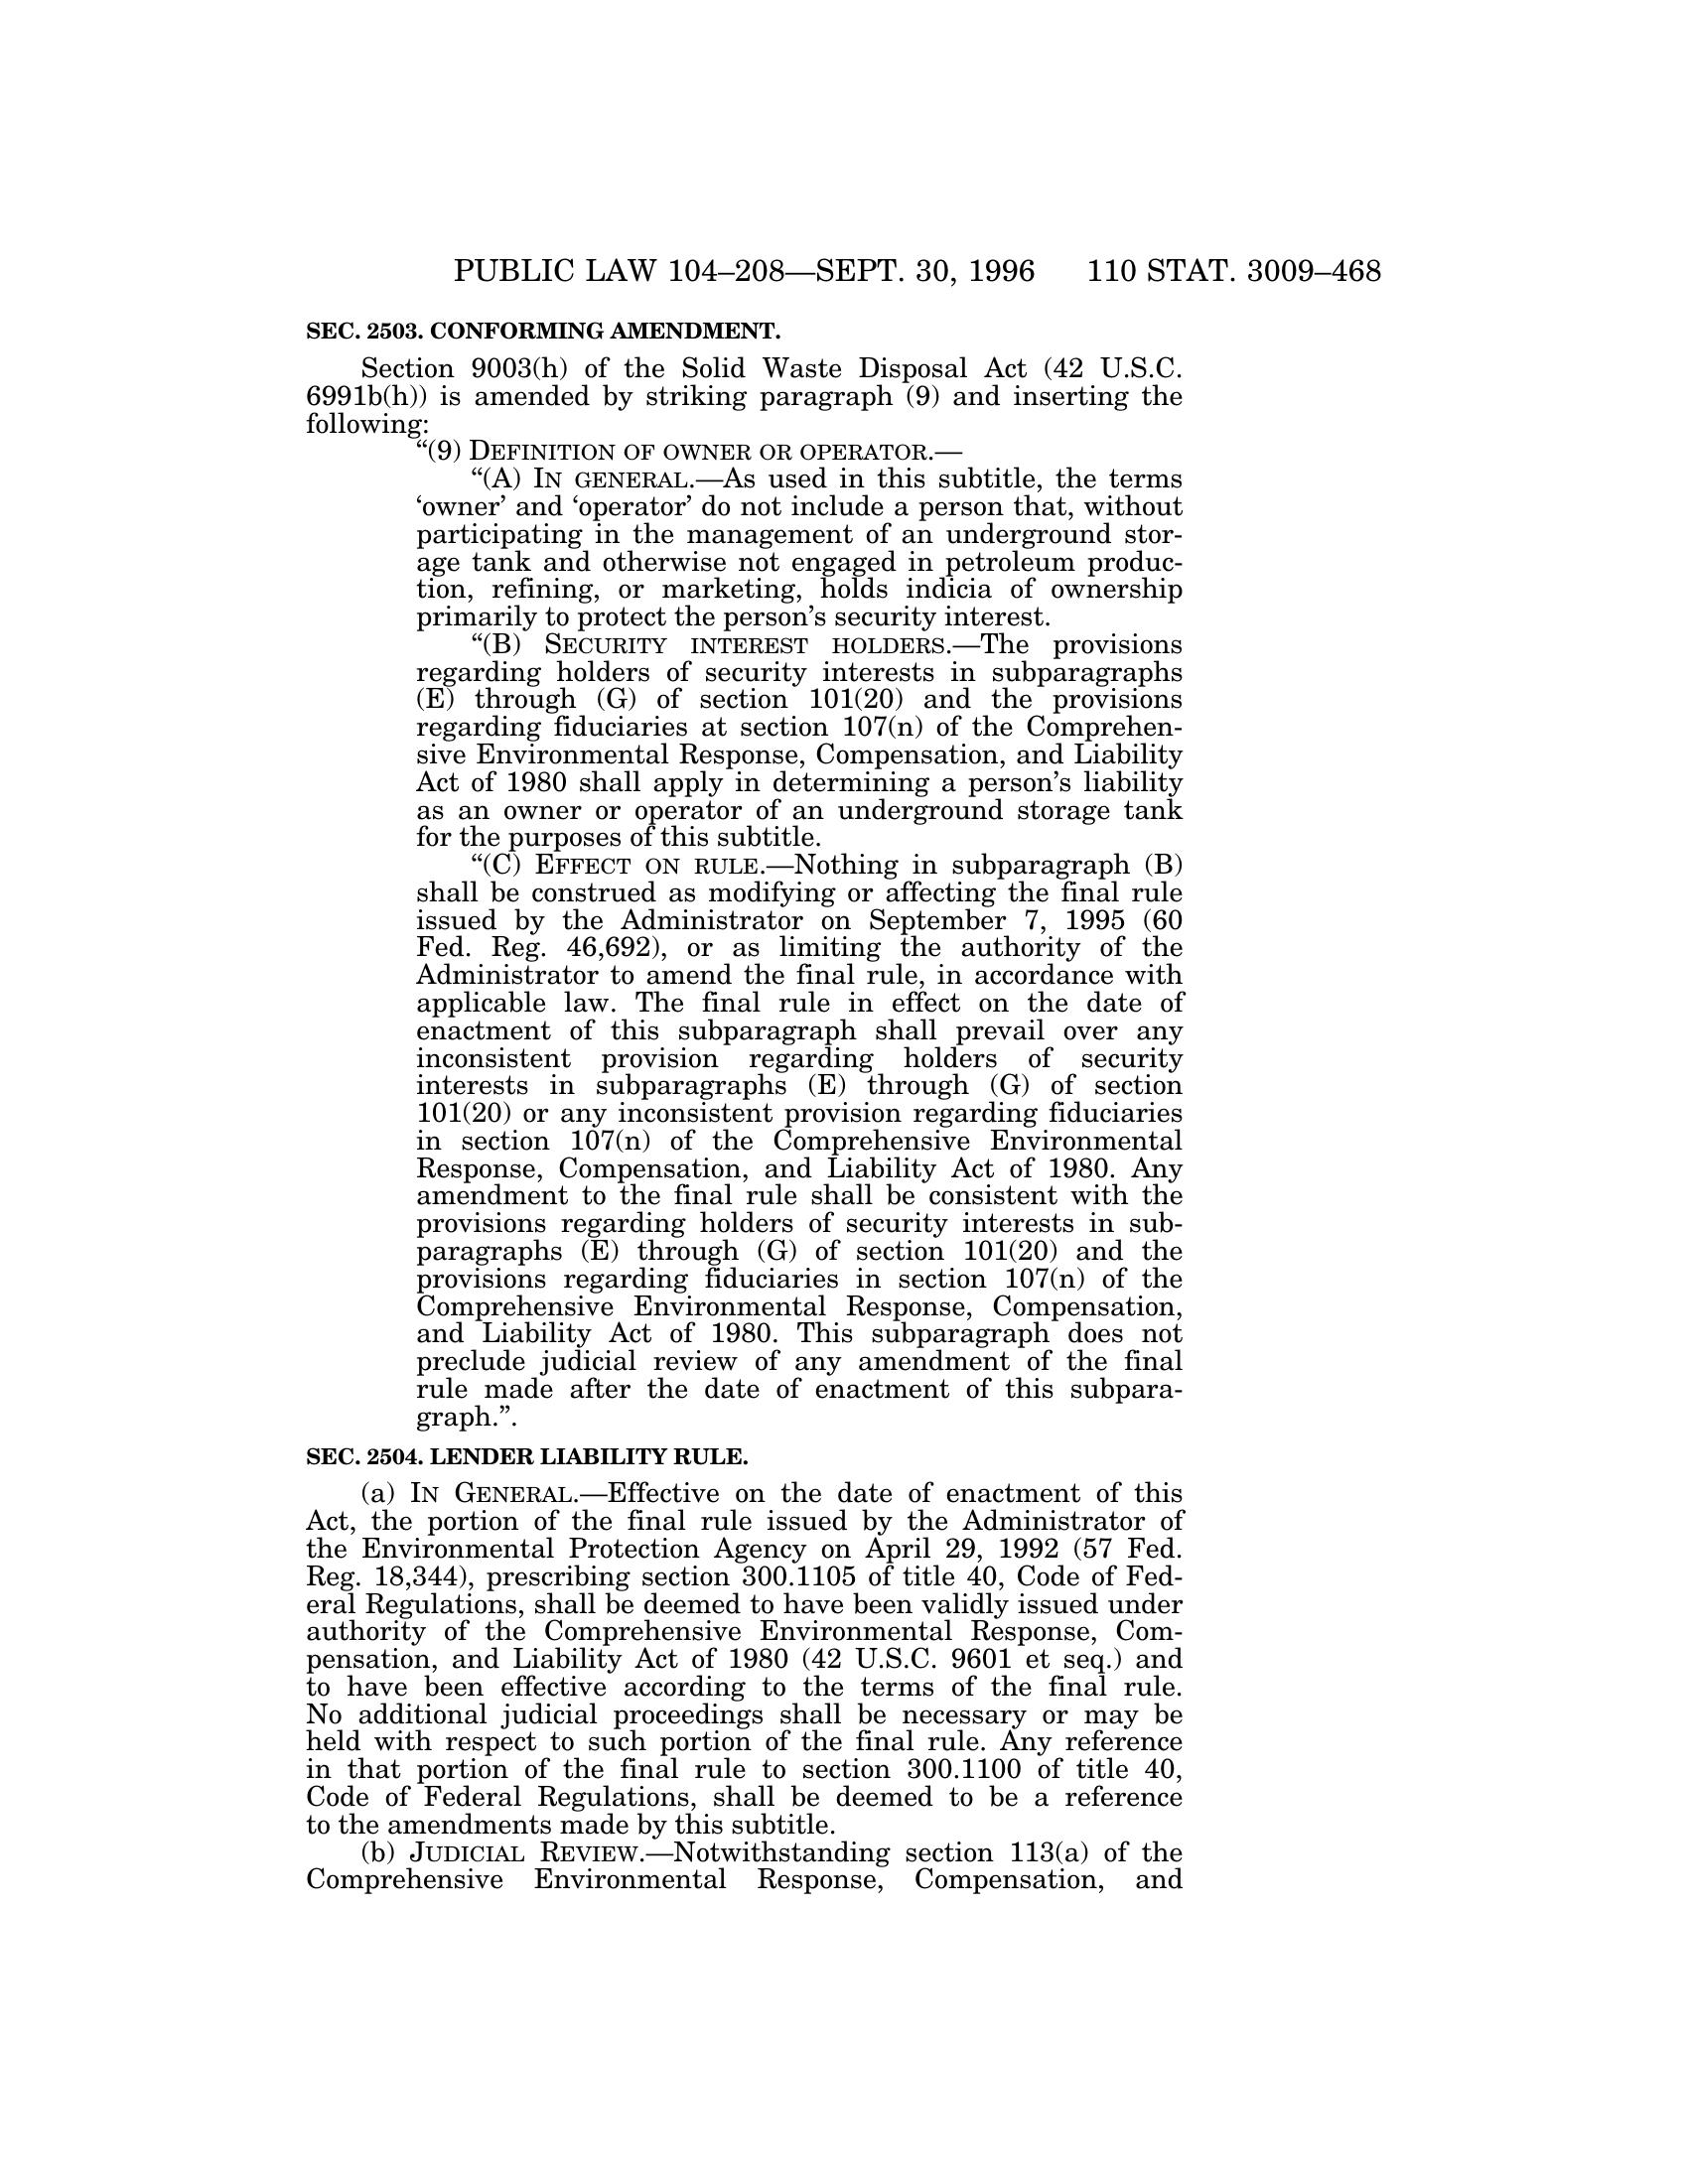 PUBLIC LAW 104–208—SEPT. 30, 1996 110 STAT. 3009–468
SEC. 2503. CONFORMING AMENDMENT.
Section 9003(h) of the Solid Waste Disposal Act (42 U.S.C.
6991b(h)) is amended by striking paragraph (9) and inserting the
following:
“(9) DEFINITION OF OWNER OR OPERATOR.—
“(A) IN GENERAL.—As used in this subtitle, the terms
‘owner’ and ‘operator’ do not include a person that, without
participating in the management of an underground stor-
age tank and otherwise not engaged in petroleum produc-
tion, refining, or marketing, holds indicia of ownership
primarily to protect the person’s security interest.
“(B) SECURITY INTEREST HOLDERS.—The provisions
regarding holders of security interests in subparagraphs
(E) through (G) of section 101(20) and the provisions
regarding fiduciaries at section 107(n) of the Comprehen-
sive Environmental Response, Compensation, and Liability
Act of 1980 shall apply in determining a person’s liability
as an owner or operator of an underground storage tank
for the purposes of this subtitle.
“(C) EFFECT ON RULE.—Nothing in subparagraph (B)
shall be construed as modifying or affecting the final rule
issued by the Administrator on September 7, 1995 (60
Fed. Reg. 46,692), or as limiting the authority of the
Administrator to amend the final rule, in accordance with
applicable law. The final rule in effect on the date of
enactment of this subparagraph shall prevail over any
inconsistent provision regarding holders of security
interests in subparagraphs (E) through (G) of section
101(20) or any inconsistent provision regarding fiduciaries
in section 107(n) of the Comprehensive Environmental
Response, Compensation, and Liability Act of 1980. Any
amendment to the final rule shall be consistent with the
provisions regarding holders of security interests in sub-
paragraphs (E) through (G) of section 101(20) and the
provisions regarding fiduciaries in section 107(n) of the
Comprehensive Environmental Response, Compensation,
and Liability Act of 1980. This subparagraph does not
preclude judicial review of any amendment of the final
rule made after the date of enactment of this subpara-
graph.”.
SEC. 2504. LENDER LIABILITY RULE.
(a) IN GENERAL.—Effective on the date of enactment of this
Act, the portion of the final rule issued by the Administrator of
the Environmental Protection Agency on April 29, 1992 (57 Fed.
Reg. 18,344), prescribing section 300.1105 of title 40, Code of Fed-
eral Regulations, shall be deemed to have been validly issued under
authority of the Comprehensive Environmental Response, Com-
pensation, and Liability Act of 1980 (42 U.S.C. 9601 et seq.) and
to have been effective according to the terms of the final rule.
No additional judicial proceedings shall be necessary or may be
held with respect to such portion of the final rule. Any reference
in that portion of the final rule to section 300.1100 of title 40,
Code of Federal Regulations, shall be deemed to be a reference
to the amendments made by this subtitle.
(b) JUDICIAL REVIEW.—Notwithstanding section 113(a) of the
Comprehensive Environmental Response, Compensation, and